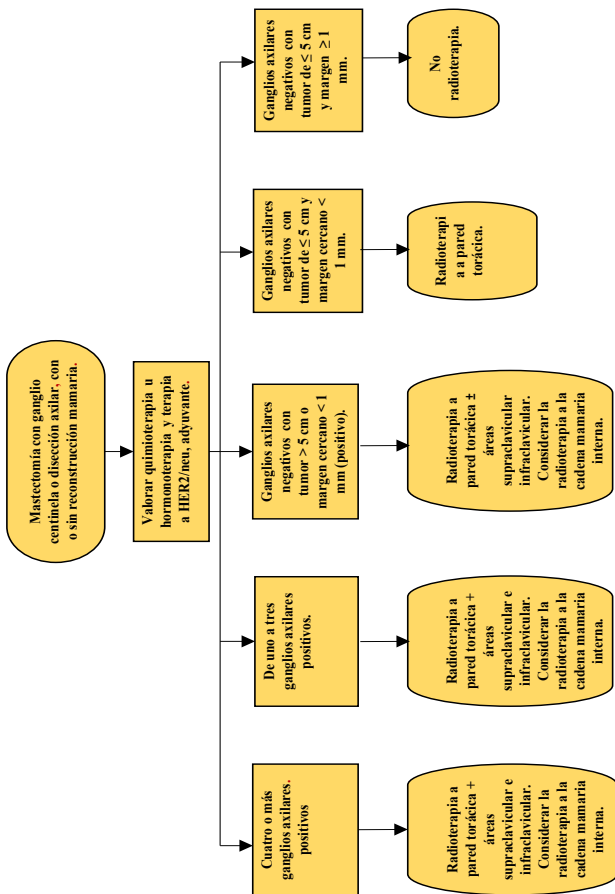 Mastectomía con ganglio
centinela o disección axilar, con
o sin reconstrucción mamaria.
Valorar quimioterapia u
hormonoterapia y terapia
a HER2/neu, adyuvante.
Cuatro o más
ganglios axilares.
positivos
De uno a tres
ganglios axilares
positivos.
Ganglios axilares
negativos con
tumor > 5 cm o
margen cercano < 1
mm (positivo).
Ganglios axilares
negativos con
tumor de ≤ 5 cm y
margen cercano <
1 mm.
Ganglios axilares
negativos con
tumor de ≤ 5 cm
y margen ≥ 1
mm.
Radioterapia a
pared torácica +
áreas
supraclavicular e
infraclavicular.
Considerar la
radioterapia a la
cadena mamaria
interna.
Radioterapia a
pared torácica +
áreas
supraclavicular e
infraclavicular.
Considerar la
radioterapia a la
cadena mamaria
interna.
Radioterapia a
pared torácica ±
áreas
supraclavicular
infraclavicular.
Considerar la
radioterapia a la
cadena mamaria
interna.
Radioterapi
a a pared
torácica.
No
radioterapia.